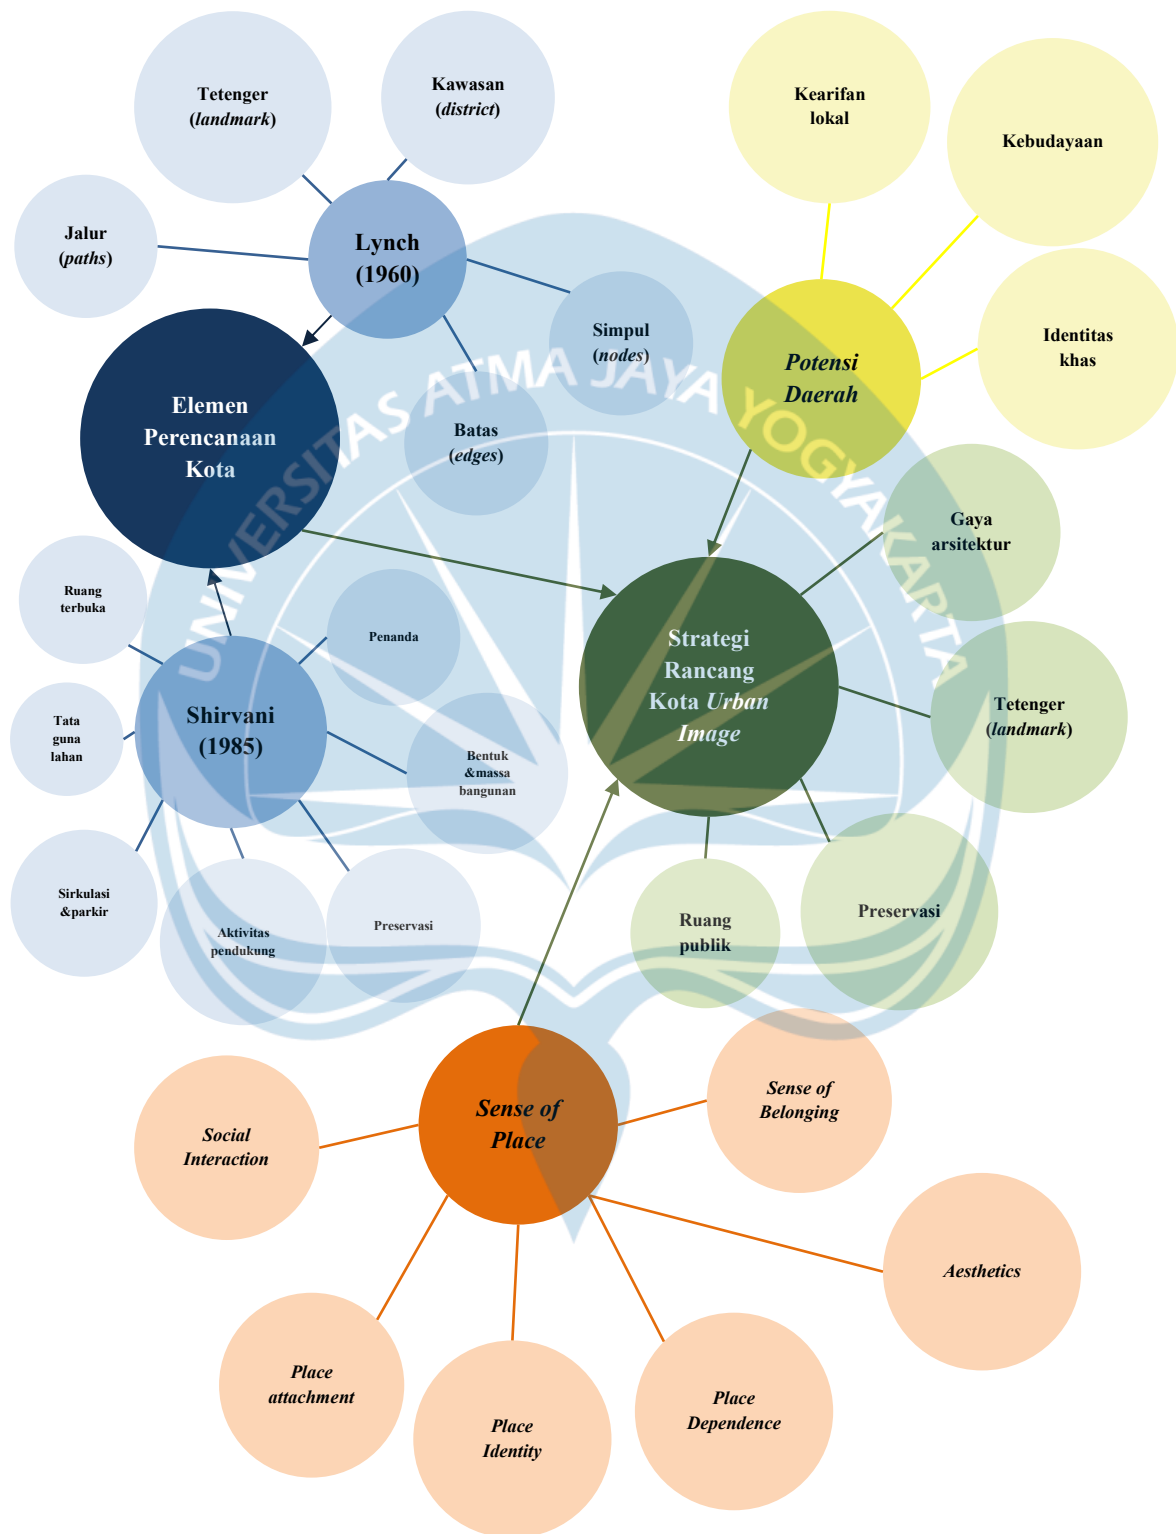 Tetenger
(landmark)
Kawasan
(district)
Kearifan
lokal
Kebudayaan
Jalur
(paths)
Lynch
(1960)
Simpul
(nodes)
Potensi
Daerah
Identitas
khas
Elemen
Perencanaan
Kota
Batas
(edges)
UNIVERSITAS ATMA JAYA YOGYAKARTA
Gaya
arsitektur
Ruang
terbuka
Penanda
Strategi
Rancang
Kota Urban
Image
Tata
guna
lahan
Shirvani
(1985)
Bentuk
&massa
bangunan
Tetenger
(landmark)
Sirkulasi
&parkir
Aktivitas
pendukung
Preservasi
Ruang
publik
Preservasi
Sense of
Place
Social
Interaction
Sense of
Belonging
Aesthetics
Place
attachment
Place
Identity
Place
Dependence